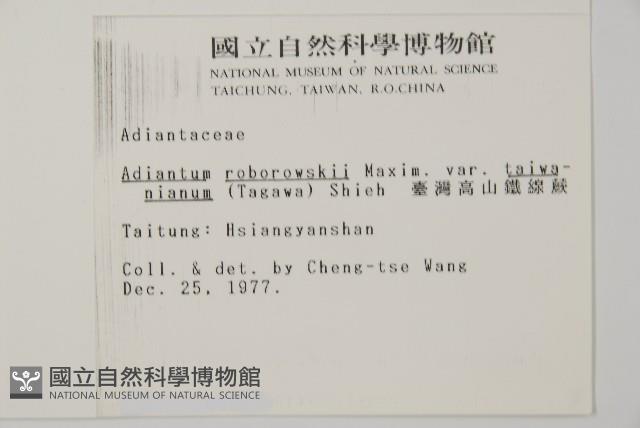 國立自然科學博物館
NATIONAL MUSEUM OF NATURAL SCIENCE
TAICHUNG, TAIWAN, R.O.CHINA
Adiantaceae
Adiantum roborowskii Maxim. var. taiwa-
nianum (Tagawa) Shieh 臺灣高山鐵線蕨
Taitung: Hsiangyanshan
Coll. & det. by Cheng-tse Wang
Dec. 25, 1977.
國立自然科學博物館
NATIONAL MUSEUM OF NATURAL SCIENCE